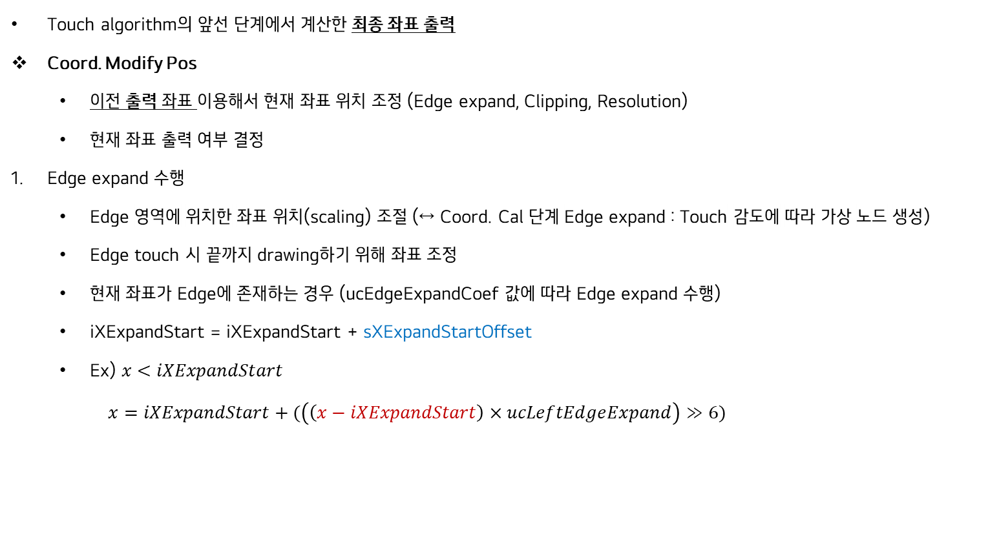 • Touch algorithm의 앞선 단계에서 계산한 최종 좌표 출력
❖ Coord. Modify Pos
• 이전 출력 좌표 이용해서 현재 좌표 위치 조정 (Edge expand, Clipping, Resolution)
• 현재 좌표 출력 여부 결정
1. Edge expand 수행
• Edge 영역에 위치한 좌표 위치(scaling) 조절 (↔ Coord. Cal 단계 Edge expand : Touch 감도에 따라 가상 노드 생성)
• Edge touch 시 끝까지 drawing하기 위해 좌표 조정
• 현재 좌표가 Edge에 존재하는 경우 (ucEdgeExpandCoef 값에 따라 Edge expand 수행)
• iXExpandStart = iXExpandStart + sXExpandStartOffset
• Ex) x < iXExpandStart
x = iXExpandStart + (((x − iXExpandStart) × ucLeftEdgeExpand) ≫ 6)